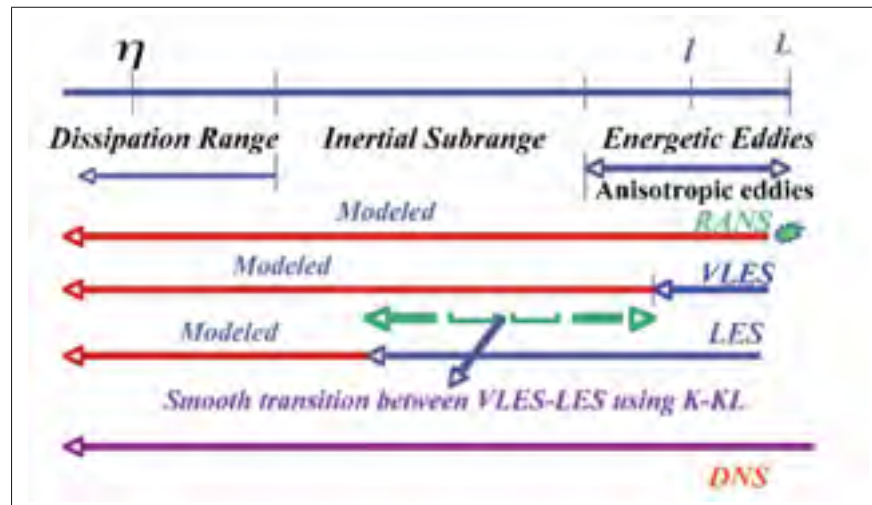 η l L
Dissipation Range Inertial Subrange Energetic Eddies
Anisotropic eddies
Modeled RANS
Modeled VLES
Modeled LES
Smooth transition between VLES-LES using K-KL
DNS